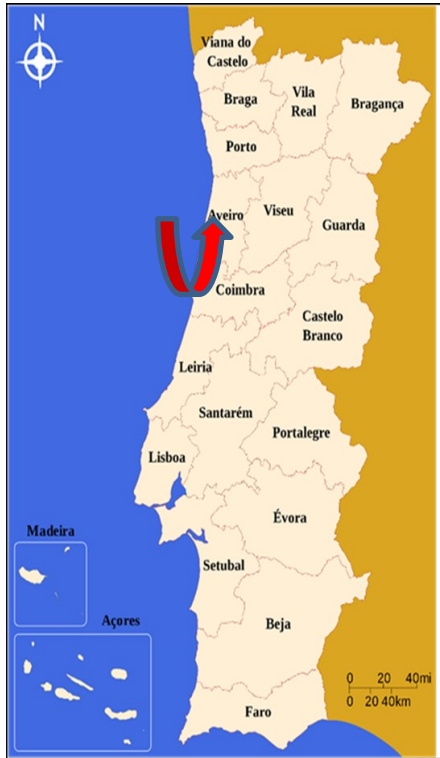 N
Viana do
Castelo
Braga
Vila
Real
Bragança
Porto
Aveiro
Viseu
Guarda
Coimbra
Castelo
Branco
Leiria
Santarém
Portalegre
Lisboa
Évora
Madeira
Setubal
Açores
Beja
0 20 40mi
0 20 40km
Faro